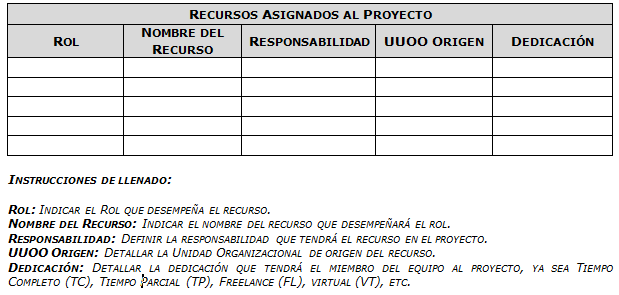 RECURSOS ASIGNADOS AL PROYECTO
ROL NOMBRE DEL RECURSO RESPONSABILIDAD UUOO ORIGEN DEDICACIÓN
INSTRUCCIONES DE LLENADO:
ROL: INDICAR EL ROL QUE DESEMPEÑA EL RECURSO.
NOMBRE DEL RECURSO: INDICAR EL NOMBRE DEL RECURSO QUE DESEMPEÑARÁ EL ROL.
RESPONSABILIDAD: DEFINIR LA RESPONSABILIDAD QUE TENDRÁ EL RECURSO EN EL PROYECTO.
UUOO ORIGEN: DETALLAR LA UNIDAD ORGANIZACIONAL DE ORIGEN DEL RECURSO.
DEDICACIÓN: DETALLAR LA DEDICACIÓN QUE TENDRÁ EL MIEMBRO DEL EQUIPO AL PROYECTO, YA SEA TIEMPO
COMPLETO (TC), TIEMPO PARCIAL (TP), FREELANCE (FL), VIRTUAL (VT), ETC.